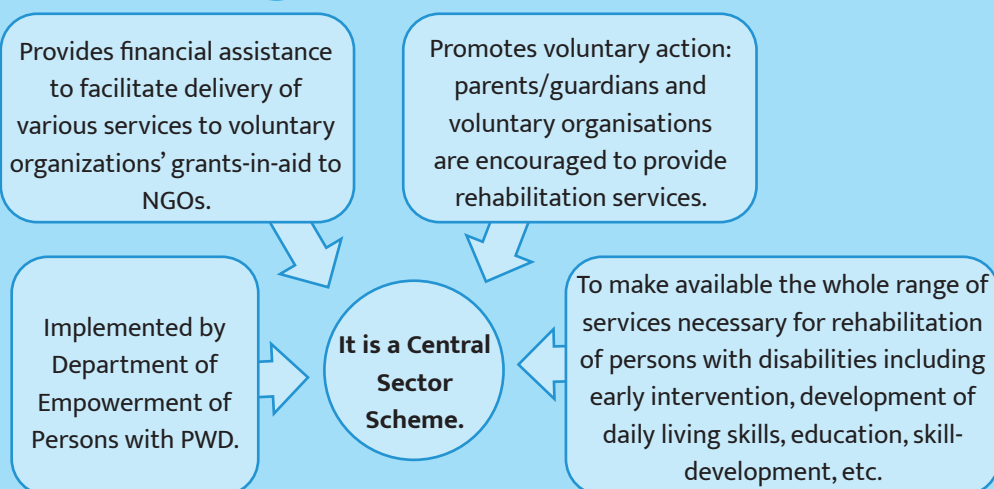 Provides financial assistance
to facilitate delivery of
various services to voluntary
organizations’ grants-in-aid to
NGOs.
Promotes voluntary action:
parents/guardians and
voluntary organisations
are encouraged to provide
rehabilitation services.
Implemented by
Department of
Empowerment of
Persons with PWD.
It is a Central
Sector
Scheme.
To make available the whole range of
services necessary for rehabilitation
of persons with disabilities including
early intervention, development of
daily living skills, education, skill-
development, etc.